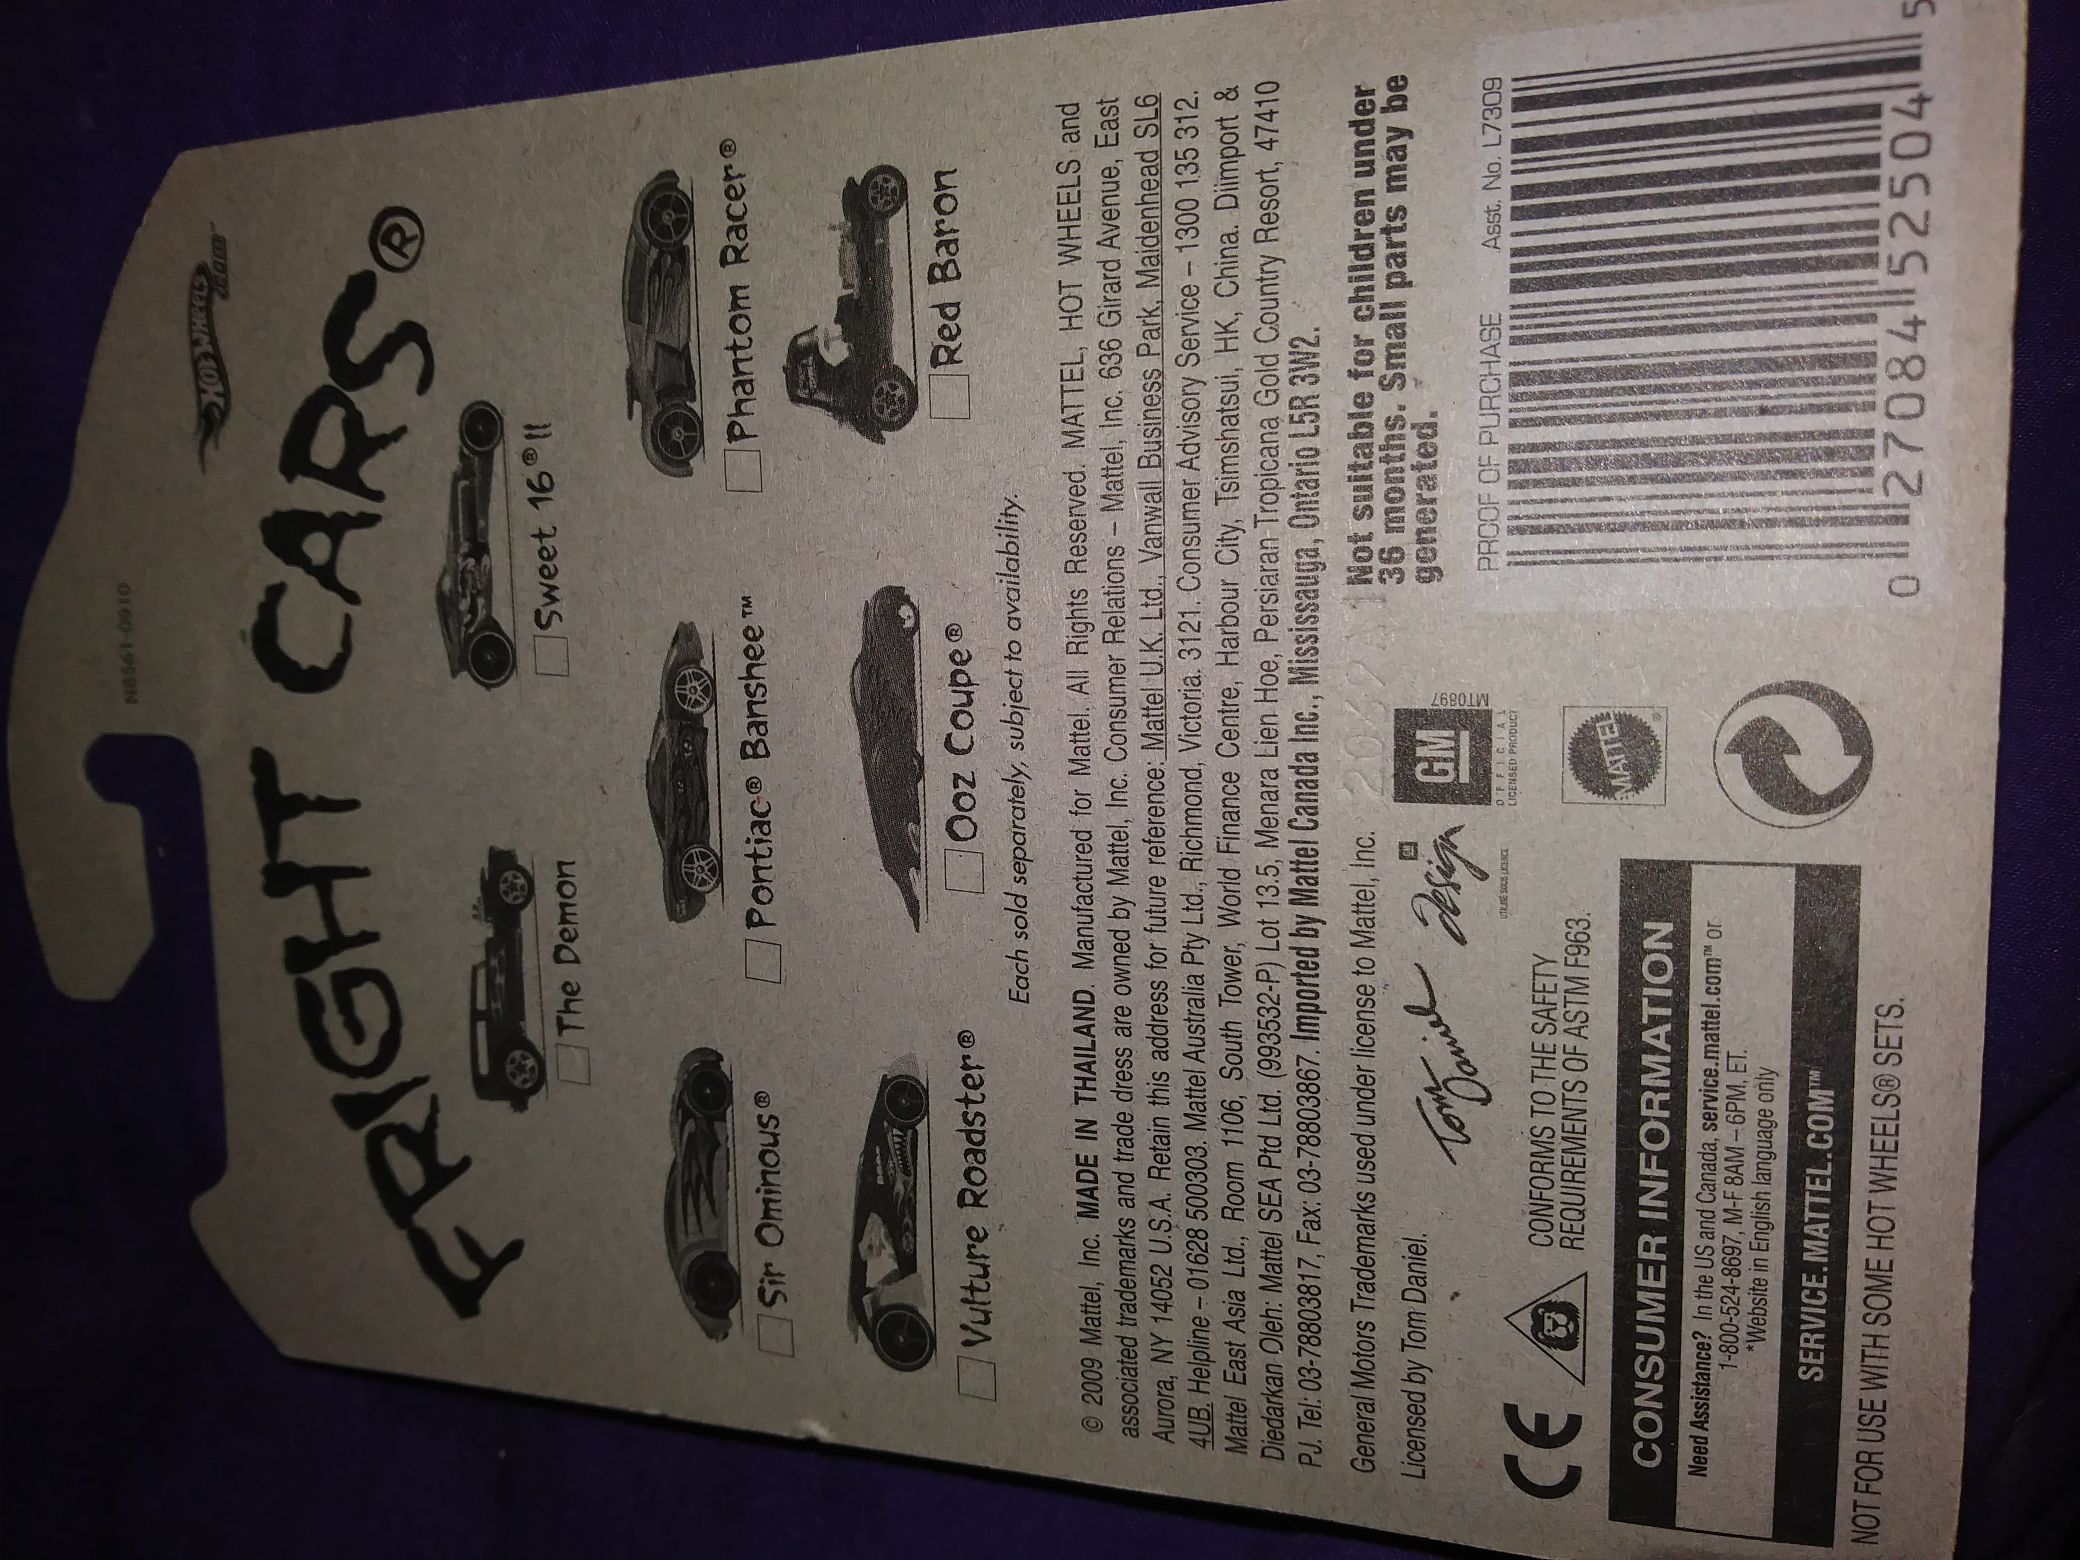 Hot Wheels
.com™
N8561-0910
FRIGHT CARS®
The Demon
Sweet 16® II
Sir Ominous®
Pontiac® Banshee™
Phantom Racer®
Vulture Roadster®
Ooz Coupe®
Red Baron
Each sold separately, subject to availability.
© 2009 Mattel, Inc. MADE IN THAILAND. Manufactured for Mattel. All Rights Reserved. MATTEL, HOT WHEELS and
associated trademarks and trade dress are owned by Mattel, Inc. Consumer Relations – Mattel, Inc. 636 Girard Avenue, East
Aurora, NY 14052 U.S.A. Retain this address for future reference: Mattel U.K. Ltd., Vanwall Business Park, Maidenhead SL6
4UB. Helpline – 01628 500303. Mattel Australia Pty Ltd., Richmond, Victoria. 3121. Consumer Advisory Service – 1300 135 312.
Mattel East Asia Ltd., Room 1106, South Tower, World Finance Centre, Harbour City, Tsimshatsui, HK, China. Diimport &
Diedarkan Oleh: Mattel SEA Ptd Ltd. (993532-P) Lot 13.5, Menara Lien Hoe, Persiaran Tropicana Gold Country Resort, 47410
PJ. Tel: 03-78803817, Fax: 03-78803867. Imported by Mattel Canada Inc., Mississauga, Ontario L5R 3W2.
General Motors Trademarks used under license to Mattel, Inc.
Licensed by Tom Daniel.
Tom Daniel
GM
Design
UTILISÉ SOUS LICENCE
GM
MT0897
OFFICIAL
LICENSED PRODUCT
Not suitable for children under
36 months. Small parts may be
generated.
CE
CONFORMS TO THE SAFETY
REQUIREMENTS OF ASTM F963.
MATTEL®
PROOF OF PURCHASE Asst. No. L7309
0 27084 52504 5
CONSUMER INFORMATION
Need Assistance? In the US and Canada, service.mattel.com™ or
1-800-524-8697, M-F 8AM – 6PM, ET.
*Website in English language only
SERVICE.MATTEL.COM™
NOT FOR USE WITH SOME HOT WHEELS® SETS.